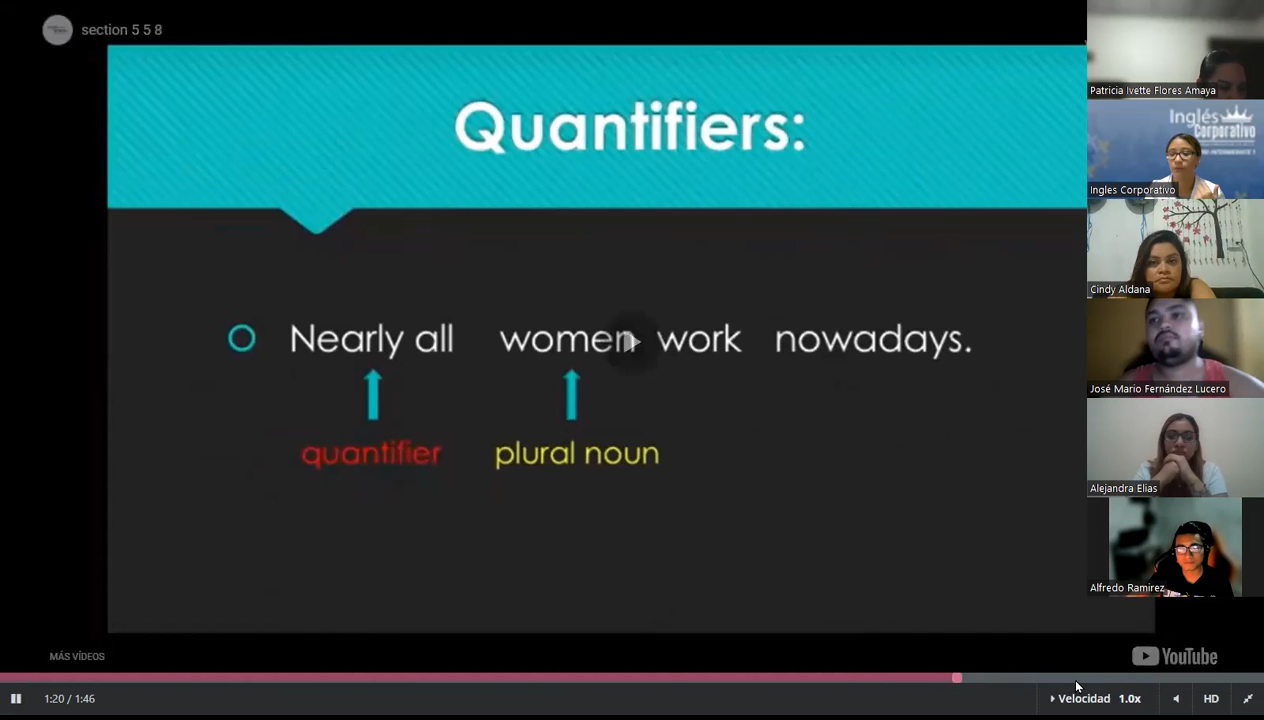 section 5 5 8
Quantifiers:
Nearly all women work nowadays.
quantifier plural noun
MÁS VÍDEOS
YouTube
1:20 / 1:46
Velocidad 1.0x
HD
Patricia Ivette Flores Amaya
Inglés
Corporativo
Ingles Corporativo
Cindy Aldana
José Mario Fernández Lucero
Alejandra Elias
Alfredo Ramirez